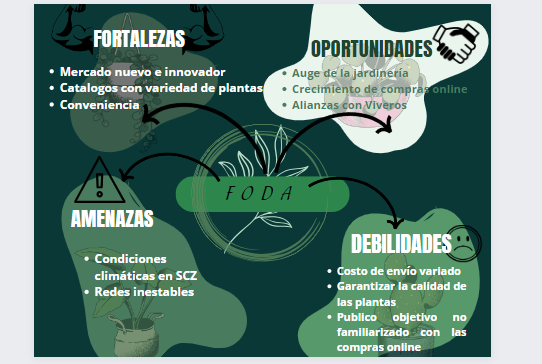 FORTALEZAS
• Mercado nuevo e innovador
• Catalogos con variedad de plantas
• Conveniencia
OPORTUNIDADES
• Auge de la jardinería
• Crecimiento de compras online
• Alianzas con Viveros
FODA
AMENAZAS
• Condiciones
climáticas en SCZ
• Redes inestables
DEBILIDADES
• Costo de envío variado
• Garantizar la calidad de
las plantas
• Publico objetivo no
familiarizado con las
compras online